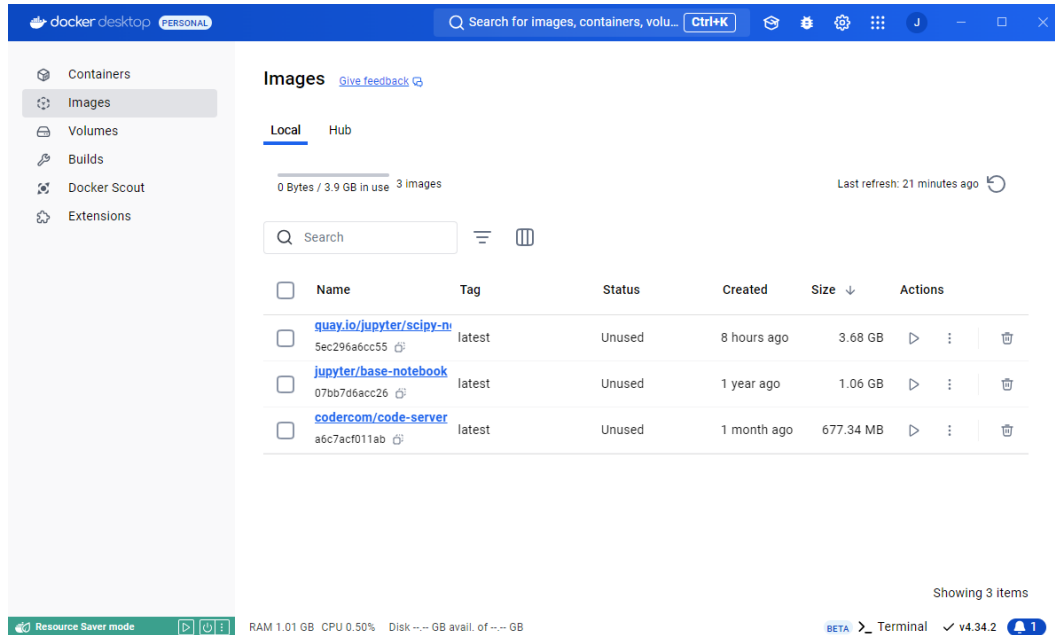 docker desktop PERSONAL
Search for images, containers, volu... Ctrl+K
J
Containers
Images
Volumes
Builds
Docker Scout
Extensions
Images Give feedback
Local Hub
0 Bytes / 3.9 GB in use 3 images
Last refresh: 21 minutes ago
Search
Name Tag Status Created Size Actions
quay.io/jupyter/scipy-n
latest Unused 8 hours ago 3.68 GB
5ec296a6cc55
jupyter/base-notebook
latest Unused 1 year ago 1.06 GB
07bb7d6acc26
codercom/code-server
latest Unused 1 month ago 677.34 MB
a6c7acf011ab
Showing 3 items
Resource Saver mode
RAM 1.01 GB CPU 0.50% Disk --.-- GB avail. of --.-- GB
BETA >_ Terminal v4.34.2 1